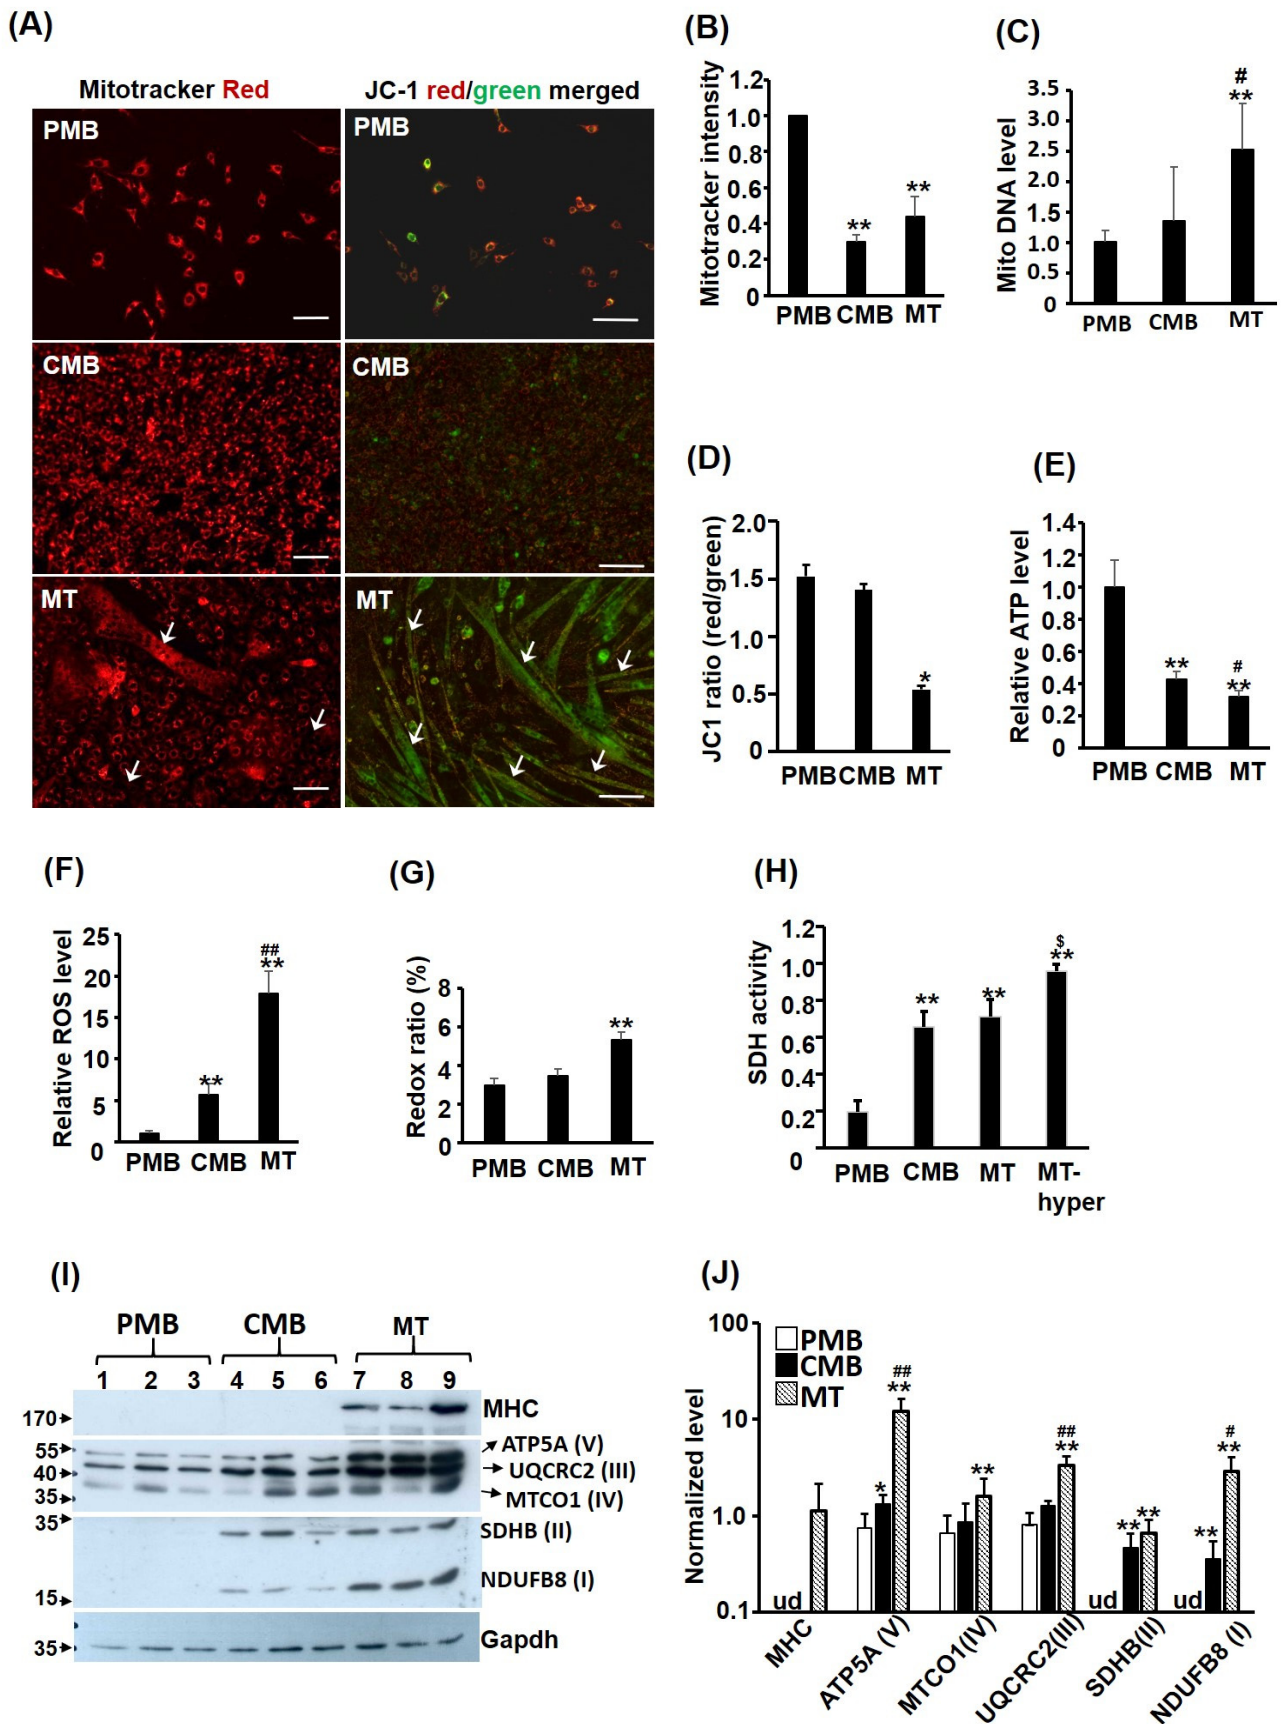 (A)
Mitotracker Red
JC-1 red/green merged
PMB
PMB
CMB
CMB
MT
MT
(B)
Mitotracker intensity
1.2
1.0
0.8
0.6
0.4
0.2
0
**
**
PMB CMB MT
(C)
Mito DNA level
3.5
3.0
2.5
2.0
1.5
1.0
0.5
0
#
**
PMB CMB MT
(D)
JC1 ratio (red/green)
2.0
1.5
1.0
0.5
0
*
PMB CMB MT
(E)
Relative ATP level
1.4
1.2
1.0
0.8
0.6
0.4
0.2
0
**
#
**
PMB CMB MT
(F)
Relative ROS level
25
20
15
10
5
0
**
##
**
PMB CMB MT
(G)
Redox ratio (%)
8
6
4
2
0
**
PMB CMB MT
(H)
SDH activity
1.2
1.0
0.8
0.6
0.4
0.2
0
**
**
$
**
PMB CMB MT MT-
hyper
(I)
PMB CMB MT
1 2 3 4 5 6 7 8 9
170
MHC
55
40
35
ATP5A (V)
UQCRC2 (III)
MTCO1 (IV)
35
SDHB (II)
NDUFB8 (I)
15
35
Gapdh
(J)
Normalized level
100
10
1.0
0.1
PMB
CMB
MT
ud
*
##
**
**
##
**
ud
**
**
ud
**
#
**
MHC
ATP5A (V)
MTCO1(IV)
UQCRC2(III)
SDHB(II)
NDUFB8 (I)